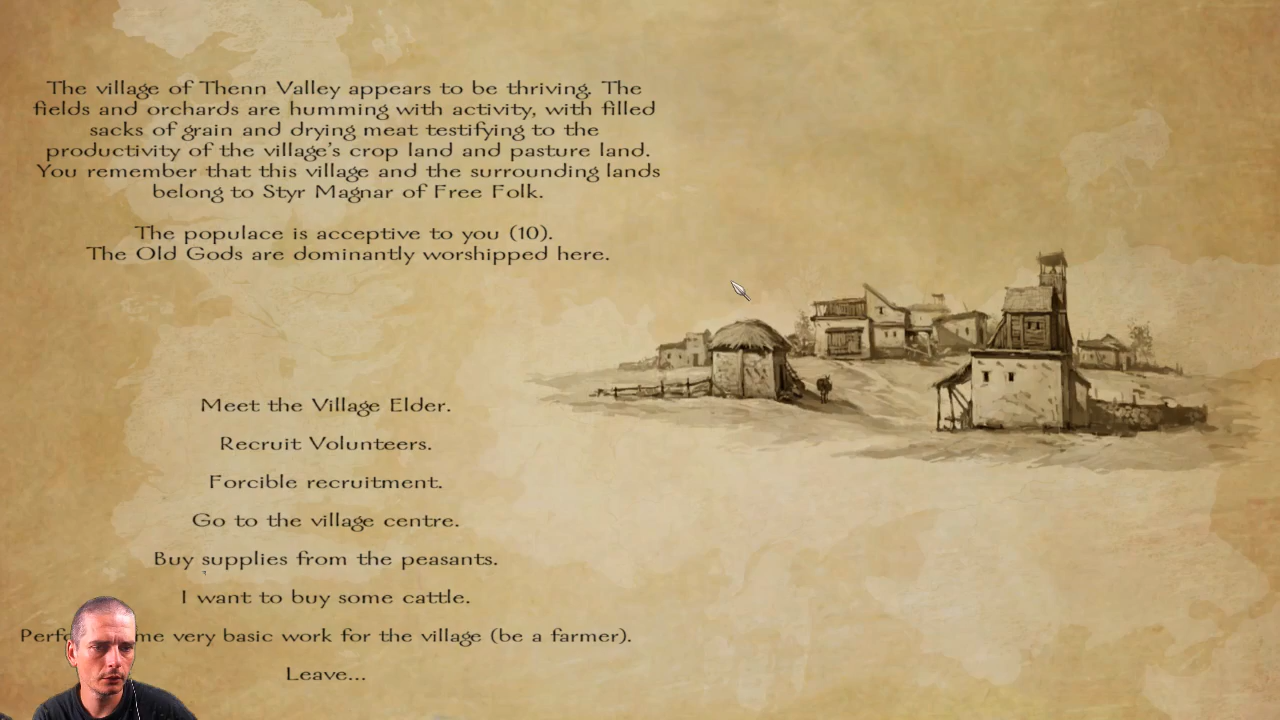 The village of Thenn Valley appears to be thriving. The
fields and orchards are humming with activity, with filled
sacks of grain and drying meat testifying to the
productivity of the village's crop land and pasture land.
You remember that this village and the surrounding lands
belong to Styr Magnar of Free Folk.
The populace is acceptive to you (10).
The Old Gods are dominantly worshipped here.
Meet the Village Elder.
Recruit Volunteers.
Forcible recruitment.
Go to the village centre.
Buy supplies from the peasants.
I want to buy some cattle.
very basic work for the village (be a farmer).
Leave...